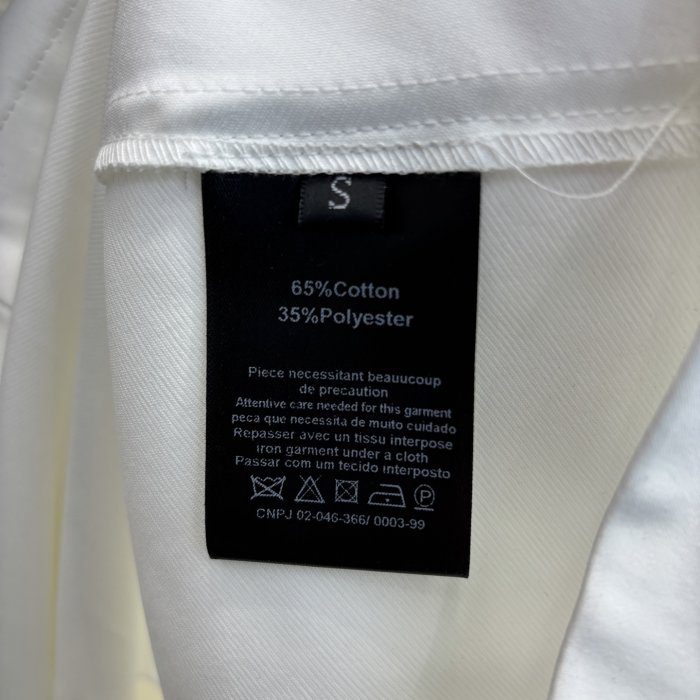 S
65%Cotton
35%Polyester
Piece necessitant beauucoup
de precaution
Attentive care needed for this garment
peca que necessita de muito cuidado
Repasser avec un tissu interpose
iron garment under a cloth
Passar com um tecido interposto
P
CNPJ 02-046-366/ 0003-99